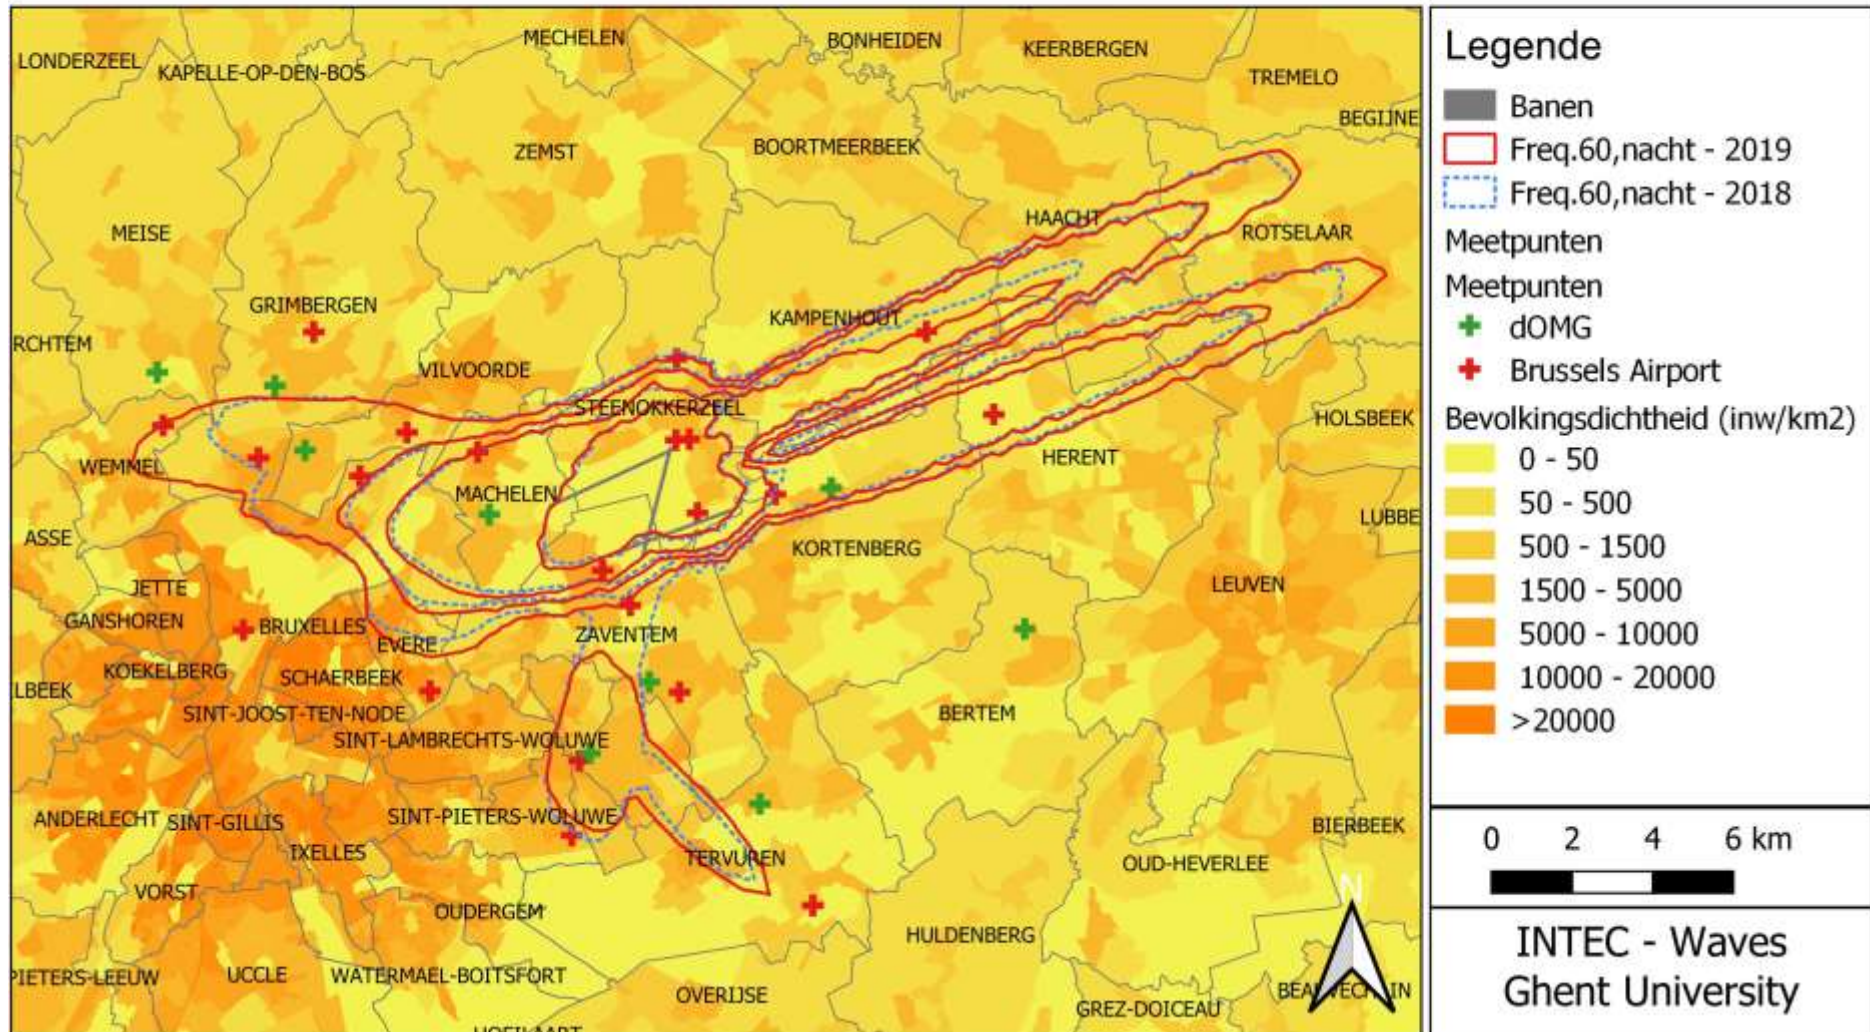 LONDERZEEL
KAPELLE-OP-DEN-BOS
MECHELEN
BONHEIDEN
KEERBERGEN
TREMELO
BEGIJNE
ZEMST
BOORTMEERBEEK
MEISE
HAACHT
ROTSELAAR
GRIMBERGEN
KAMPENHOUT
RCHTEM
VILVOORDE
STEENOKKERZEEL
HOLSBEEK
WEMMEL
MACHELEN
HERENT
ASSE
LUBBE
KORTENBERG
JETTE
LEUVEN
GANSHOREN
BRUXELLES
EVERE
ZAVENTEM
KOEKELBERG
SCHAERBEEK
ILBEEK
SINT-JOOST-TEN-NODE
BERTEM
SINT-LAMBRECHTS-WOLUWE
ANDERLECHT
SINT-GILLIS
SINT-PIETERS-WOLUWE
BIERBEEK
IXELLES
TERVUREN
OUD-HEVERLEE
VORST
OUDERGEM
HULDENBERG
PIETERS-LEEUW
UCCLE
WATERMAEL-BOITSFORT
OVERIJSE
GREZ-DOICEAU
N
Legende
Banen
Freq.60,nacht - 2019
Freq.60,nacht - 2018
Meetpunten
Meetpunten
dOMG
Brussels Airport
Bevolkingsdichtheid (inw/km2)
0 - 50
50 - 500
500 - 1500
1500 - 5000
5000 - 10000
10000 - 20000
>20000
0 2 4 6 km
INTEC - Waves
Ghent University